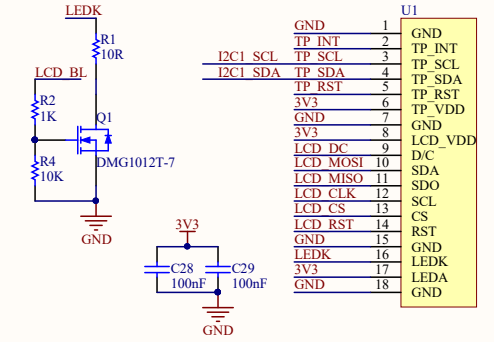 LEDK
R1
10R
LCD_BL
R2
1K
Q1
DMG1012T-7
R4
10K
GND
3V3
C28
100nF
C29
100nF
GND
U1
GND 1 GND
TP_INT 2 TP_INT
I2C1_SCL TP_SCL 3 TP_SCL
I2C1_SDA TP_SDA 4 TP_SDA
TP_RST 5 TP_RST
3V3 6 TP_VDD
GND 7 GND
3V3 8 LCD_VDD
LCD_DC 9 D/C
LCD_MOSI 10 SDA
LCD_MISO 11 SDO
LCD_CLK 12 SCL
LCD_CS 13 CS
LCD_RST 14 RST
GND 15 GND
LEDK 16 LEDK
3V3 17 LEDA
GND 18 GND